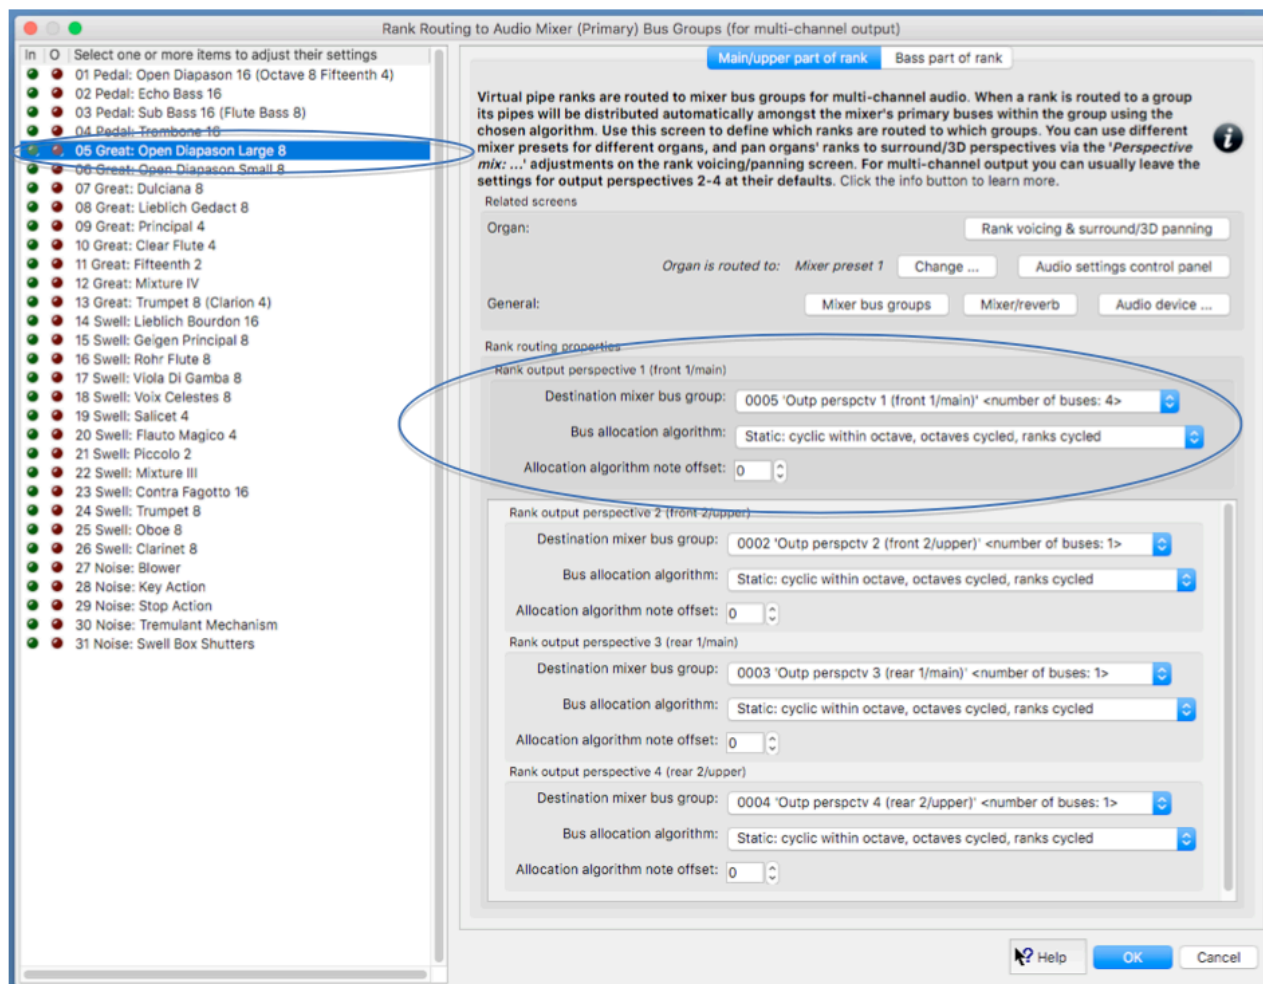 Rank Routing to Audio Mixer (Primary) Bus Groups (for multi-channel output)
In O Select one or more items to adjust their settings
01 Pedal: Open Diapason 16 (Octave 8 Fifteenth 4)
02 Pedal: Echo Bass 16
03 Pedal: Sub Bass 16 (Flute Bass 8)
04 Pedal: Trombone 16
05 Great: Open Diapason Large 8
06 Great: Open Diapason Small 8
07 Great: Dulciana 8
08 Great: Lieblich Gedact 8
09 Great: Principal 4
10 Great: Clear Flute 4
11 Great: Fifteenth 2
12 Great: Mixture IV
13 Great: Trumpet 8 (Clarion 4)
14 Swell: Lieblich Bourdon 16
15 Swell: Geigen Principal 8
16 Swell: Rohr Flute 8
17 Swell: Viola Di Gamba 8
18 Swell: Voix Celestes 8
19 Swell: Salicet 4
20 Swell: Flauto Magico 4
21 Swell: Piccolo 2
22 Swell: Mixture III
23 Swell: Contra Fagotto 16
24 Swell: Trumpet 8
25 Swell: Oboe 8
26 Swell: Clarinet 8
27 Noise: Blower
28 Noise: Key Action
29 Noise: Stop Action
30 Noise: Tremulant Mechanism
31 Noise: Swell Box Shutters
Main/upper part of rank Bass part of rank
Virtual pipe ranks are routed to mixer bus groups for multi-channel audio. When a rank is routed to a group
its pipes will be distributed automatically amongst the mixer's primary buses within the group using the
chosen algorithm. Use this screen to define which ranks are routed to which groups. You can use different
mixer presets for different organs, and pan organs' ranks to surround/3D perspectives via the 'Perspective
mix: ...' adjustments on the rank voicing/panning screen. For multi-channel output you can usually leave the
settings for output perspectives 2-4 at their defaults. Click the info button to learn more.
Related screens
Organ: Rank voicing & surround/3D panning
Organ is routed to: Mixer preset 1 Change ... Audio settings control panel
General: Mixer bus groups Mixer/reverb Audio device ...
Rank routing properties
Rank output perspective 1 (front 1/main)
Destination mixer bus group: 0005 'Outp perspctv 1 (front 1/main)' <number of buses: 4>
Bus allocation algorithm: Static: cyclic within octave, octaves cycled, ranks cycled
Allocation algorithm note offset: 0
Rank output perspective 2 (front 2/upper)
Destination mixer bus group: 0002 'Outp perspctv 2 (front 2/upper)' <number of buses: 1>
Bus allocation algorithm: Static: cyclic within octave, octaves cycled, ranks cycled
Allocation algorithm note offset: 0
Rank output perspective 3 (rear 1/main)
Destination mixer bus group: 0003 'Outp perspctv 3 (rear 1/main)' <number of buses: 1>
Bus allocation algorithm: Static: cyclic within octave, octaves cycled, ranks cycled
Allocation algorithm note offset: 0
Rank output perspective 4 (rear 2/upper)
Destination mixer bus group: 0004 'Outp perspctv 4 (rear 2/upper)' <number of buses: 1>
Bus allocation algorithm: Static: cyclic within octave, octaves cycled, ranks cycled
Allocation algorithm note offset: 0
Help OK Cancel